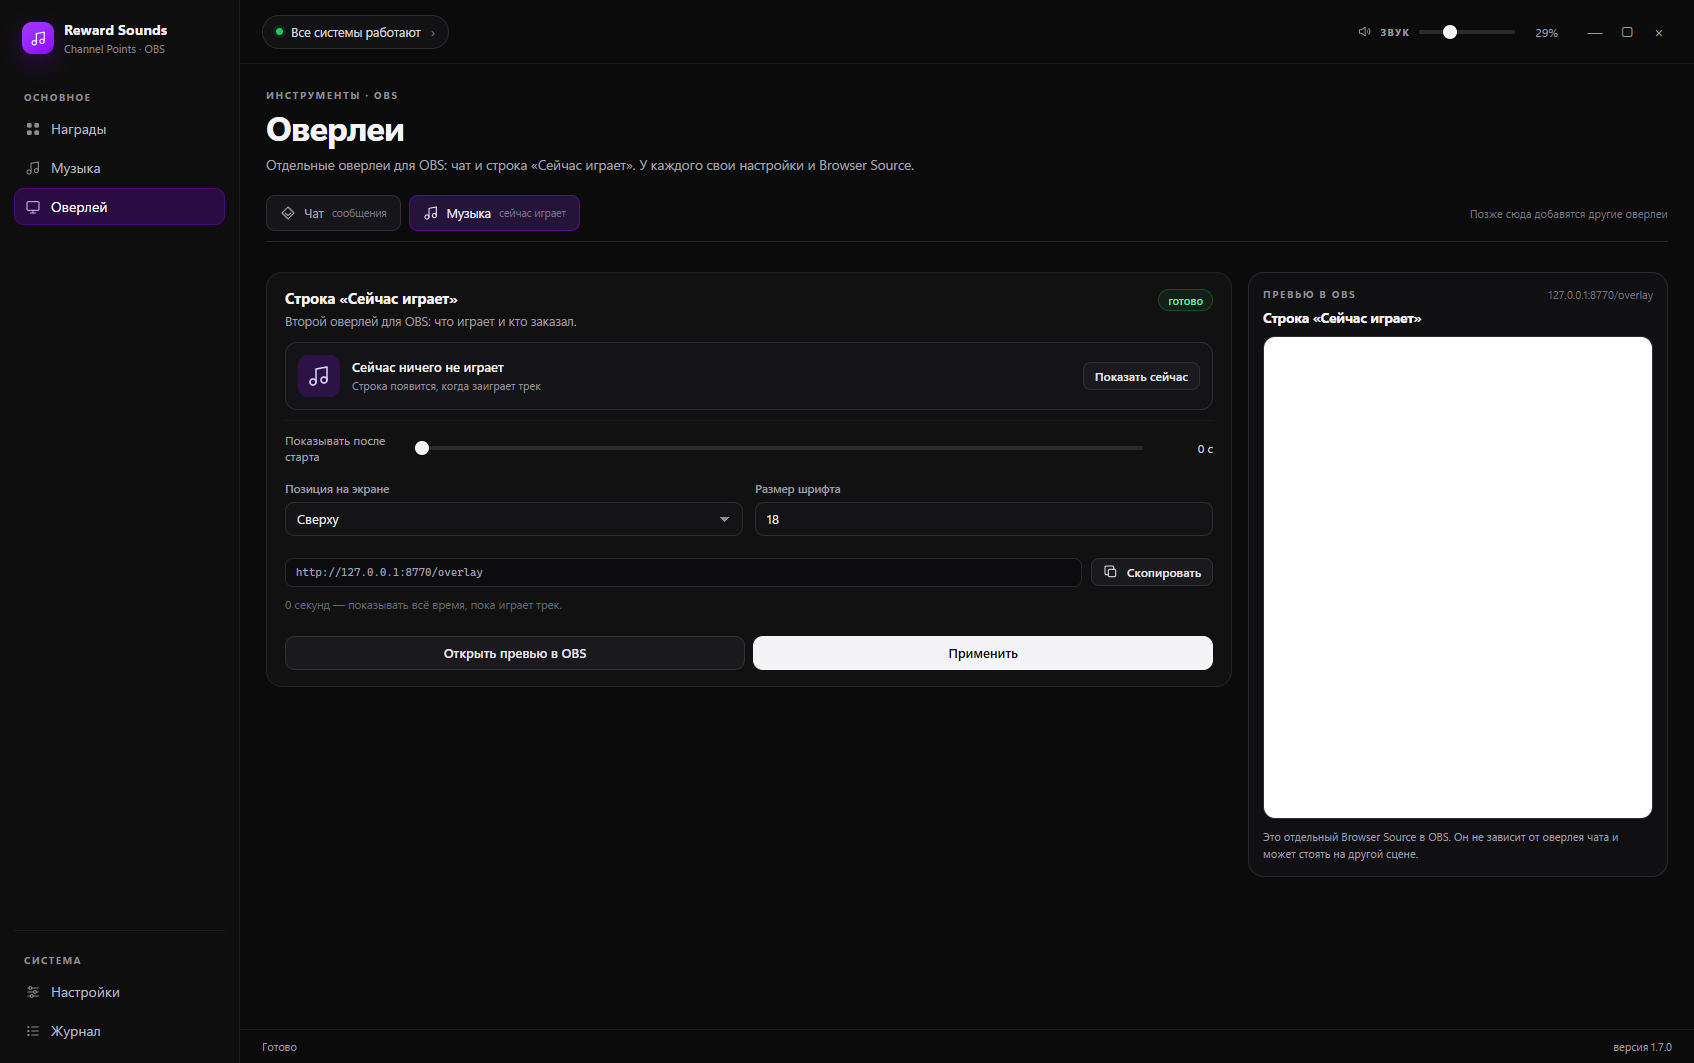 Reward Sounds
Channel Points · OBS
ОСНОВНОЕ
Награды
Музыка
Оверлей
СИСТЕМА
Настройки
Журнал
Все системы работают ›
ЗВУК
29%
ИНСТРУМЕНТЫ · OBS
Оверлеи
Отдельные оверлеи для OBS: чат и строка «Сейчас играет». У каждого свои настройки и Browser Source.
Чат сообщения
Музыка сейчас играет
Позже сюда добавятся другие оверлеи
Строка «Сейчас играет»
готово
Второй оверлей для OBS: что играет и кто заказал.
Сейчас ничего не играет
Строка появится, когда заиграет трек
Показать сейчас
Показывать после
старта
0 с
Позиция на экране
Размер шрифта
Сверху
18
http://127.0.0.1:8770/overlay
Скопировать
0 секунд — показывать всё время, пока играет трек.
Открыть превью в OBS
Применить
ПРЕВЬЮ В OBS
127.0.0.1:8770/overlay
Строка «Сейчас играет»
Это отдельный Browser Source в OBS. Он не зависит от оверлея чата и
может стоять на другой сцене.
Готово
версия 1.7.0